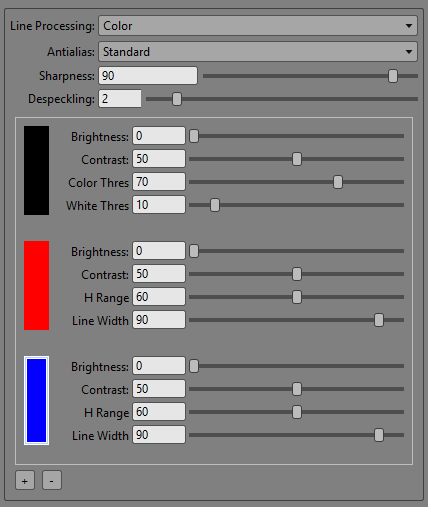 Line Processing: Color
Antialias: Standard
Sharpness: 90
Despeckling: 2
Brightness: 0
Contrast: 50
Color Thres 70
White Thres 10
Brightness: 0
Contrast: 50
H Range 60
Line Width 90
Brightness: 0
Contrast: 50
H Range 60
Line Width 90
+ -